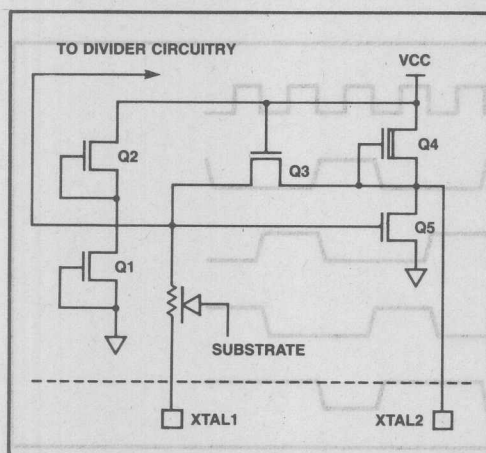 TO DIVIDER CIRCUITRY
VCC
Q2
Q4
Q3
Q5
Q1
SUBSTRATE
XTAL1
XTAL2